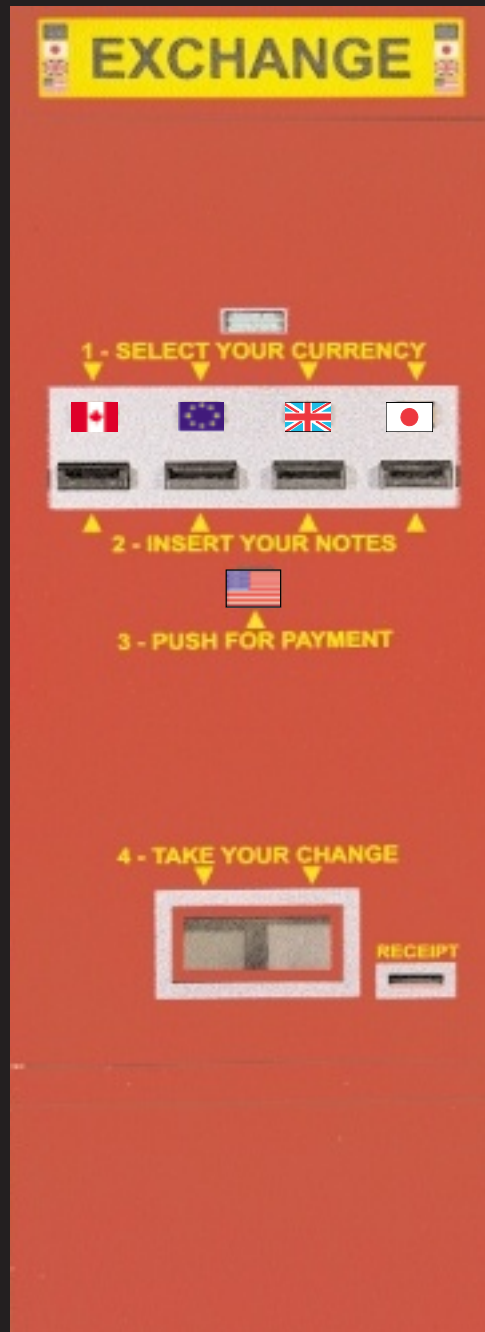 EXCHANGE
1 - SELECT YOUR CURRENCY
2 - INSERT YOUR NOTES
3 - PUSH FOR PAYMENT
4 - TAKE YOUR CHANGE
RECEIPT